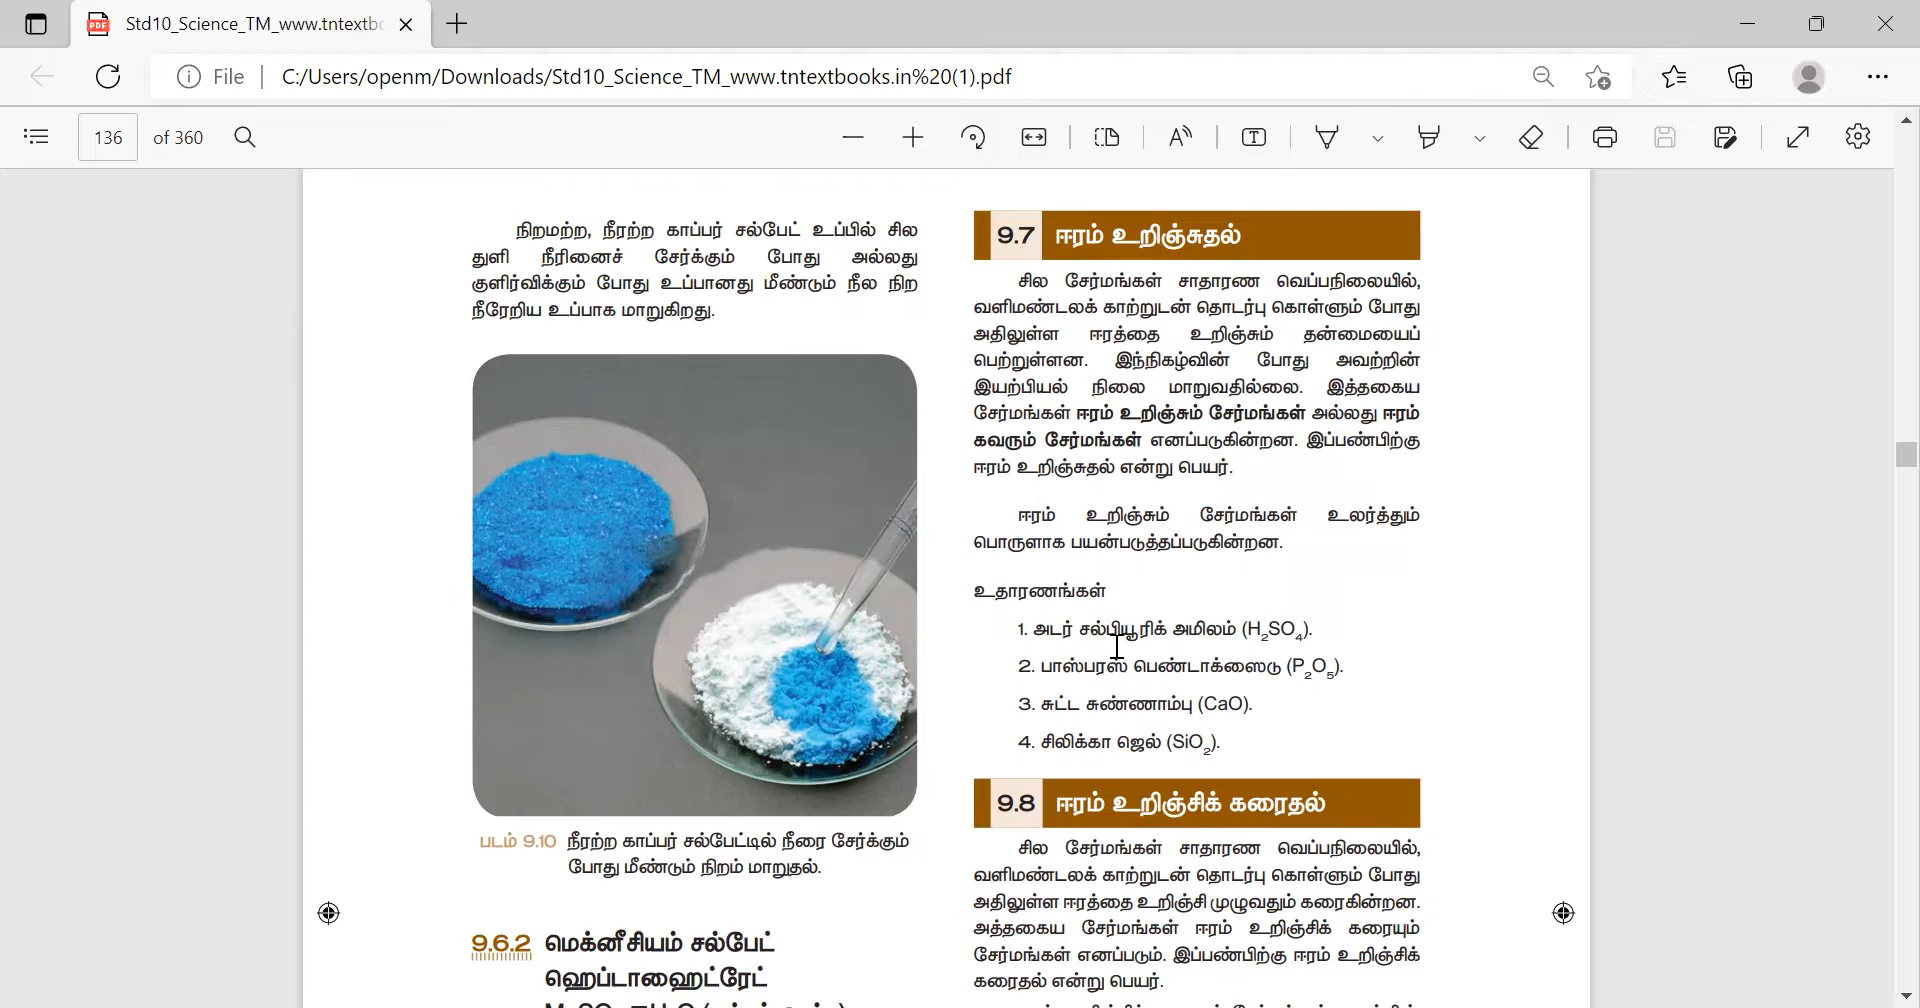 Std10_Science_TM_www.tntextbo
File
C:/Users/openm/Downloads/Std10_Science_TM_www.tntextbooks.in%20(1).pdf
136 of 360
நிறமற்ற, நீரற்ற காப்பர் சல்பேட் உப்பில் சில
துளி நீரினைச் சேர்க்கும் போது அல்லது
குளிர்விக்கும் போது உப்பானது மீண்டும் நீல நிற
நீரேறிய உப்பாக மாறுகிறது.
படம் 9.10 நீரற்ற காப்பர் சல்பேட்டில் நீரை சேர்க்கும்
போது மீண்டும் நிறம் மாறுதல்.
9.6.2 மெக்னீசியம் சல்பேட்
ஹெப்டாஹைட்ரேட்
9.7 ஈரம் உறிஞ்சுதல்
சில சேர்மங்கள் சாதாரண வெப்பநிலையில்,
வளிமண்டலக் காற்றுடன் தொடர்பு கொள்ளும் போது
அதிலுள்ள ஈரத்தை உறிஞ்சும் தன்மையைப்
பெற்றுள்ளன. இந்நிகழ்வின் போது அவற்றின்
இயற்பியல் நிலை மாறுவதில்லை. இத்தகைய
சேர்மங்கள் ஈரம் உறிஞ்சும் சேர்மங்கள் அல்லது ஈரம்
கவரும் சேர்மங்கள் எனப்படுகின்றன. இப்பண்பிற்கு
ஈரம் உறிஞ்சுதல் என்று பெயர்.
ஈரம் உறிஞ்சும் சேர்மங்கள் உலர்த்தும்
பொருளாக பயன்படுத்தப்படுகின்றன.
உதாரணங்கள்
1. அடர் சல்பியூரிக் அமிலம் (H₂SO₄).
2. பாஸ்பரஸ் பெண்டாக்ஸைடு (P₂O₅).
3. சுட்ட சுண்ணாம்பு (CaO).
4. சிலிக்கா ஜெல் (SiO₂).
9.8 ஈரம் உறிஞ்சிக் கரைதல்
சில சேர்மங்கள் சாதாரண வெப்பநிலையில்,
வளிமண்டலக் காற்றுடன் தொடர்பு கொள்ளும் போது
அதிலுள்ள ஈரத்தை உறிஞ்சி முழுவதும் கரைகின்றன.
அத்தகைய சேர்மங்கள் ஈரம் உறிஞ்சிக் கரையும்
சேர்மங்கள் எனப்படும். இப்பண்பிற்கு ஈரம் உறிஞ்சிக்
கரைதல் என்று பெயர்.